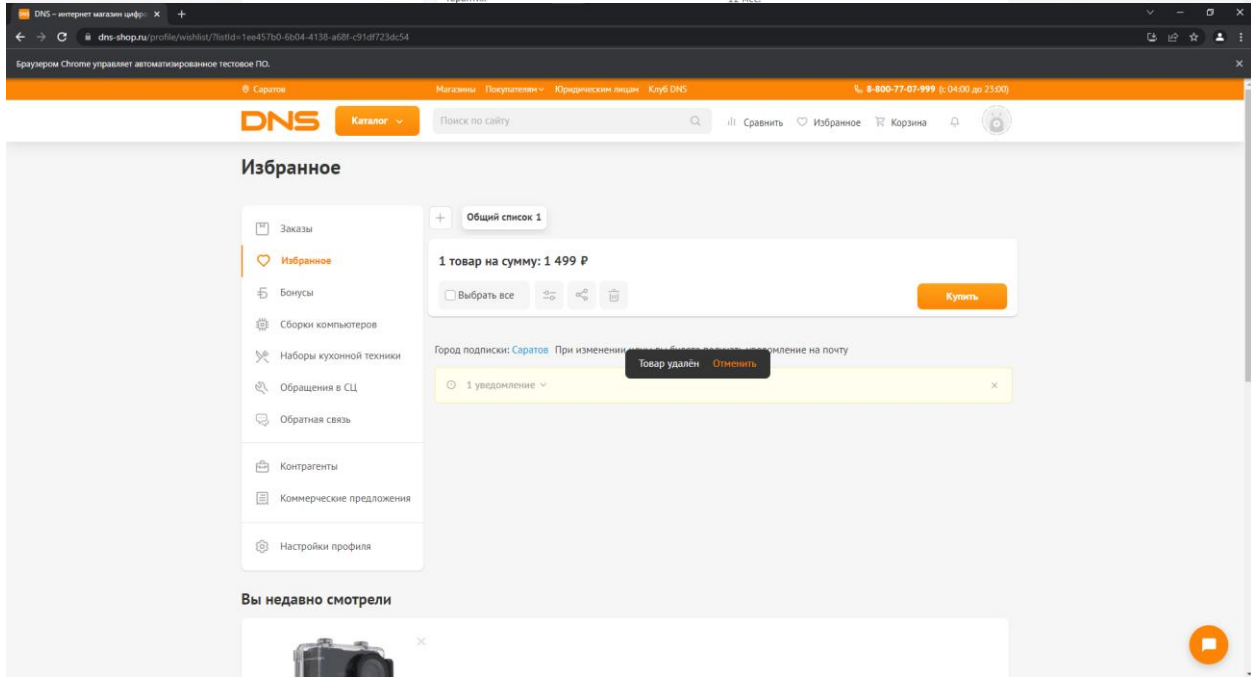 DNS – интернет магазин цифро
dns-shop.ru/profile/wishlist/?listId=1ee457b0-6b04-4138-a68f-c91df723dc54
Браузером Chrome управляет автоматизированное тестовое ПО.
Саратов Магазины Покупателям Юридическим лицам Клуб DNS 8-800-77-07-999 (с 04:00 до 23:00)
DNS Каталог Поиск по сайту Сравнить Избранное Корзина
Избранное
Заказы
Избранное
Бонусы
Сборки компьютеров
Наборы кухонной техники
Обращения в СЦ
Обратная связь
Контрагенты
Коммерческие предложения
Настройки профиля
Общий список 1
1 товар на сумму: 1 499 ₽
Выбрать все Купить
Город подписки: Саратов При изменении
ление на почту
Товар удалён Отменить
1 уведомление
Вы недавно смотрели